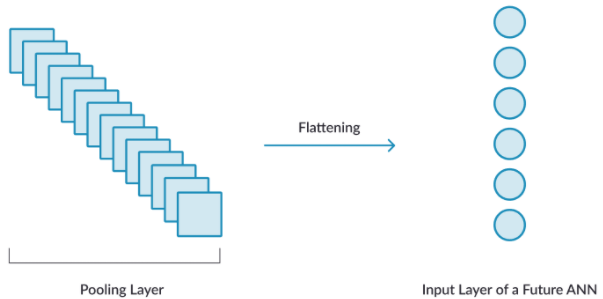 Flattening
Pooling Layer
Input Layer of a Future ANN